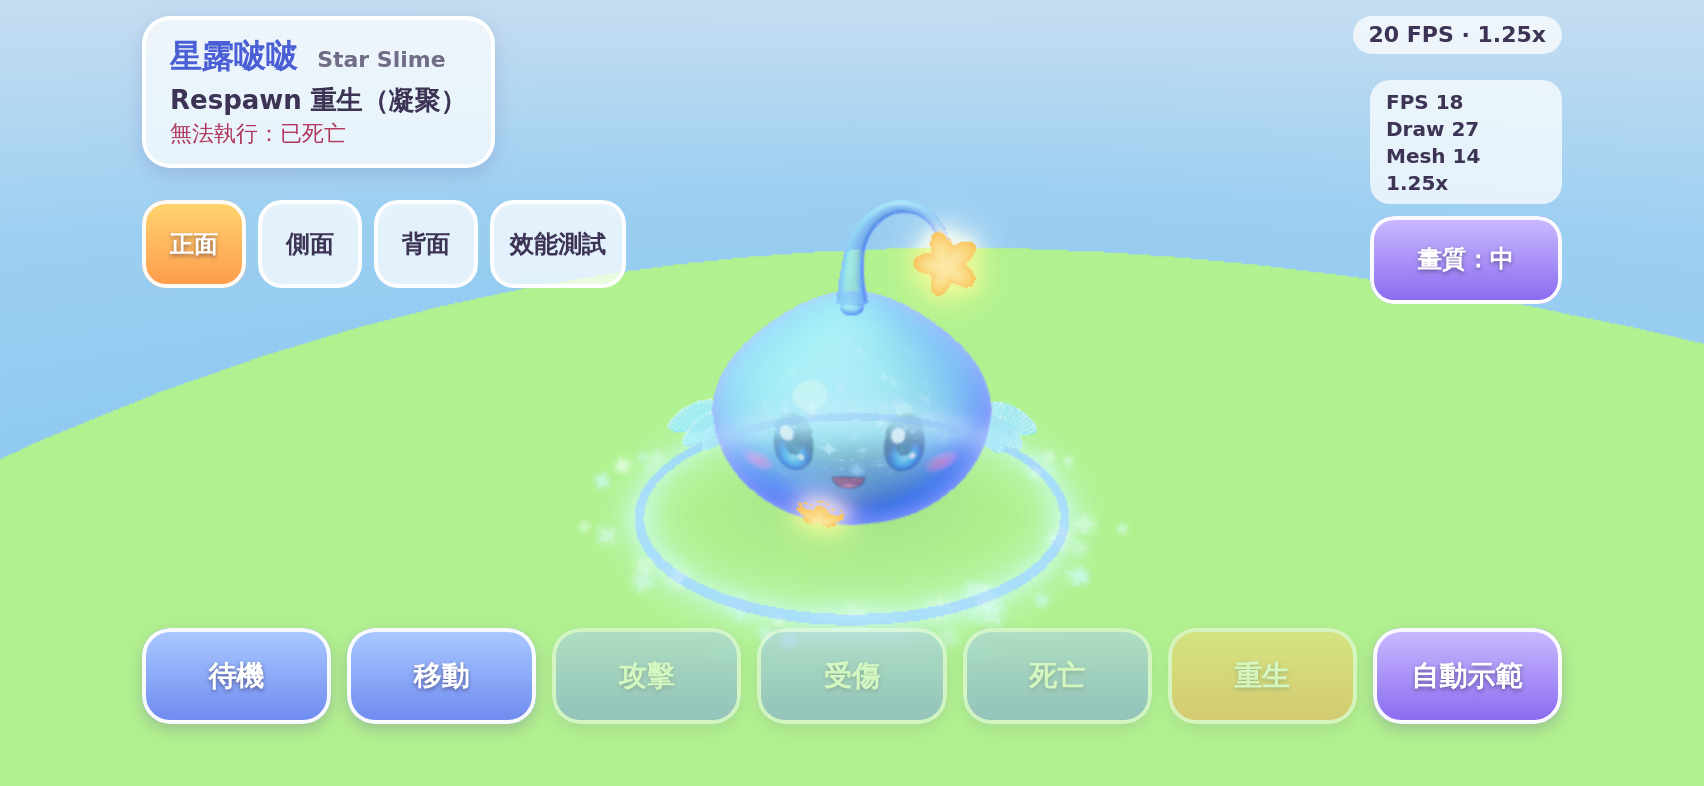 星露啵啵 Star Slime
Respawn 重生（凝聚）
無法執行：已死亡
20 FPS · 1.25x
FPS 18
Draw 27
Mesh 14
1.25x
正面
側面
背面
效能測試
畫質：中
待機
移動
攻擊
受傷
死亡
重生
自動示範